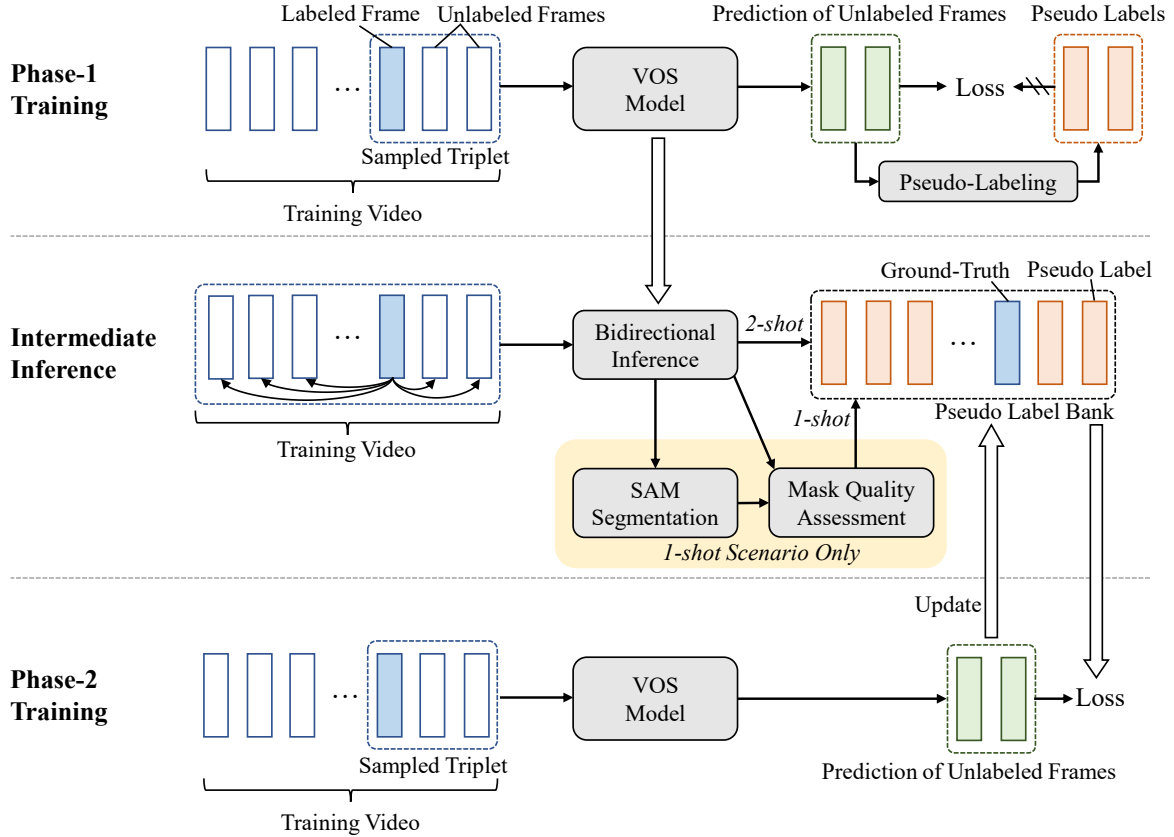 Labeled Frame
Unlabeled Frames
Prediction of Unlabeled Frames
Pseudo Labels
Phase-1
Training
...
VOS
Model
Loss
Sampled Triplet
Pseudo-Labeling
Training Video
Ground-Truth
Pseudo Label
Intermediate
Inference
...
Bidirectional
Inference
2-shot
...
1-shot
Pseudo Label Bank
Training Video
SAM
Segmentation
Mask Quality
Assessment
1-shot Scenario Only
Update
Phase-2
Training
...
VOS
Model
Loss
Sampled Triplet
Prediction of Unlabeled Frames
Training Video